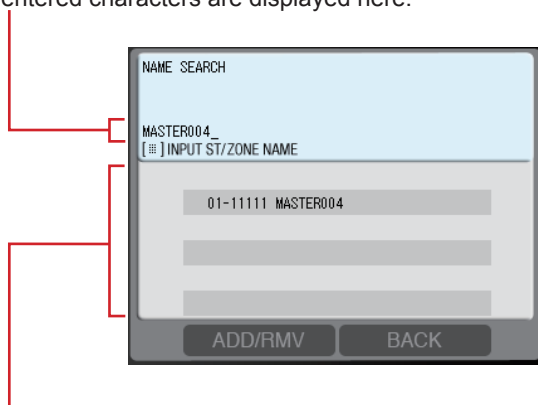 entered characters are displayed here.
NAME SEARCH
MASTER004_
[⠿] INPUT ST/ZONE NAME
01-11111 MASTER004
ADD/RMV BACK